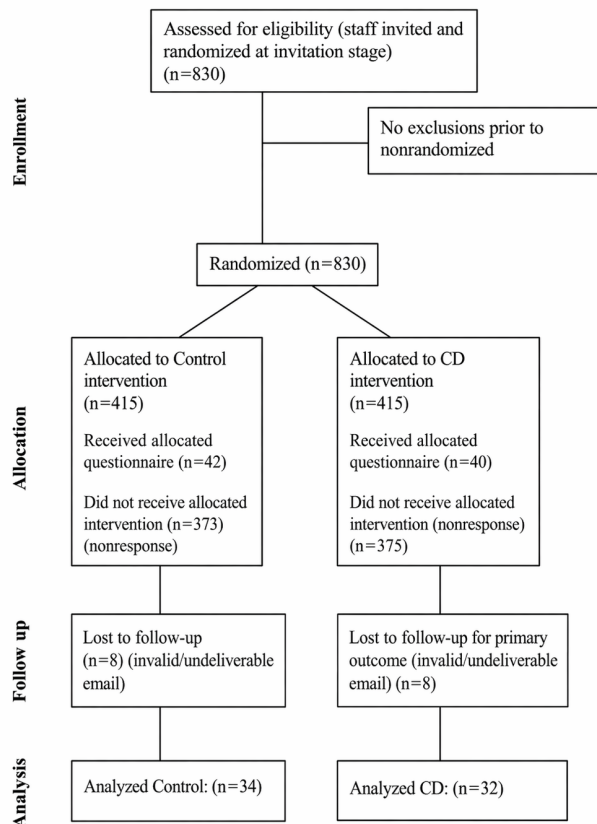 Assessed for eligibility (staff invited and
randomized at invitation stage)
(n=830)
Enrollment
No exclusions prior to
nonrandomized
Randomized (n=830)
Allocation
Allocated to Control
intervention
(n=415)
Received allocated
questionnaire (n=42)
Did not receive allocated
intervention (n=373)
(nonresponse)
Allocated to CD
intervention
(n=415)
Received allocated
questionnaire (n=40)
Did not receive allocated
intervention (nonresponse)
(n=375)
Follow up
Lost to follow-up
(n=8) (invalid/undeliverable
email)
Lost to follow-up for primary
outcome (invalid/undeliverable
email) (n=8)
Analysis
Analyzed Control: (n=34)
Analyzed CD: (n=32)